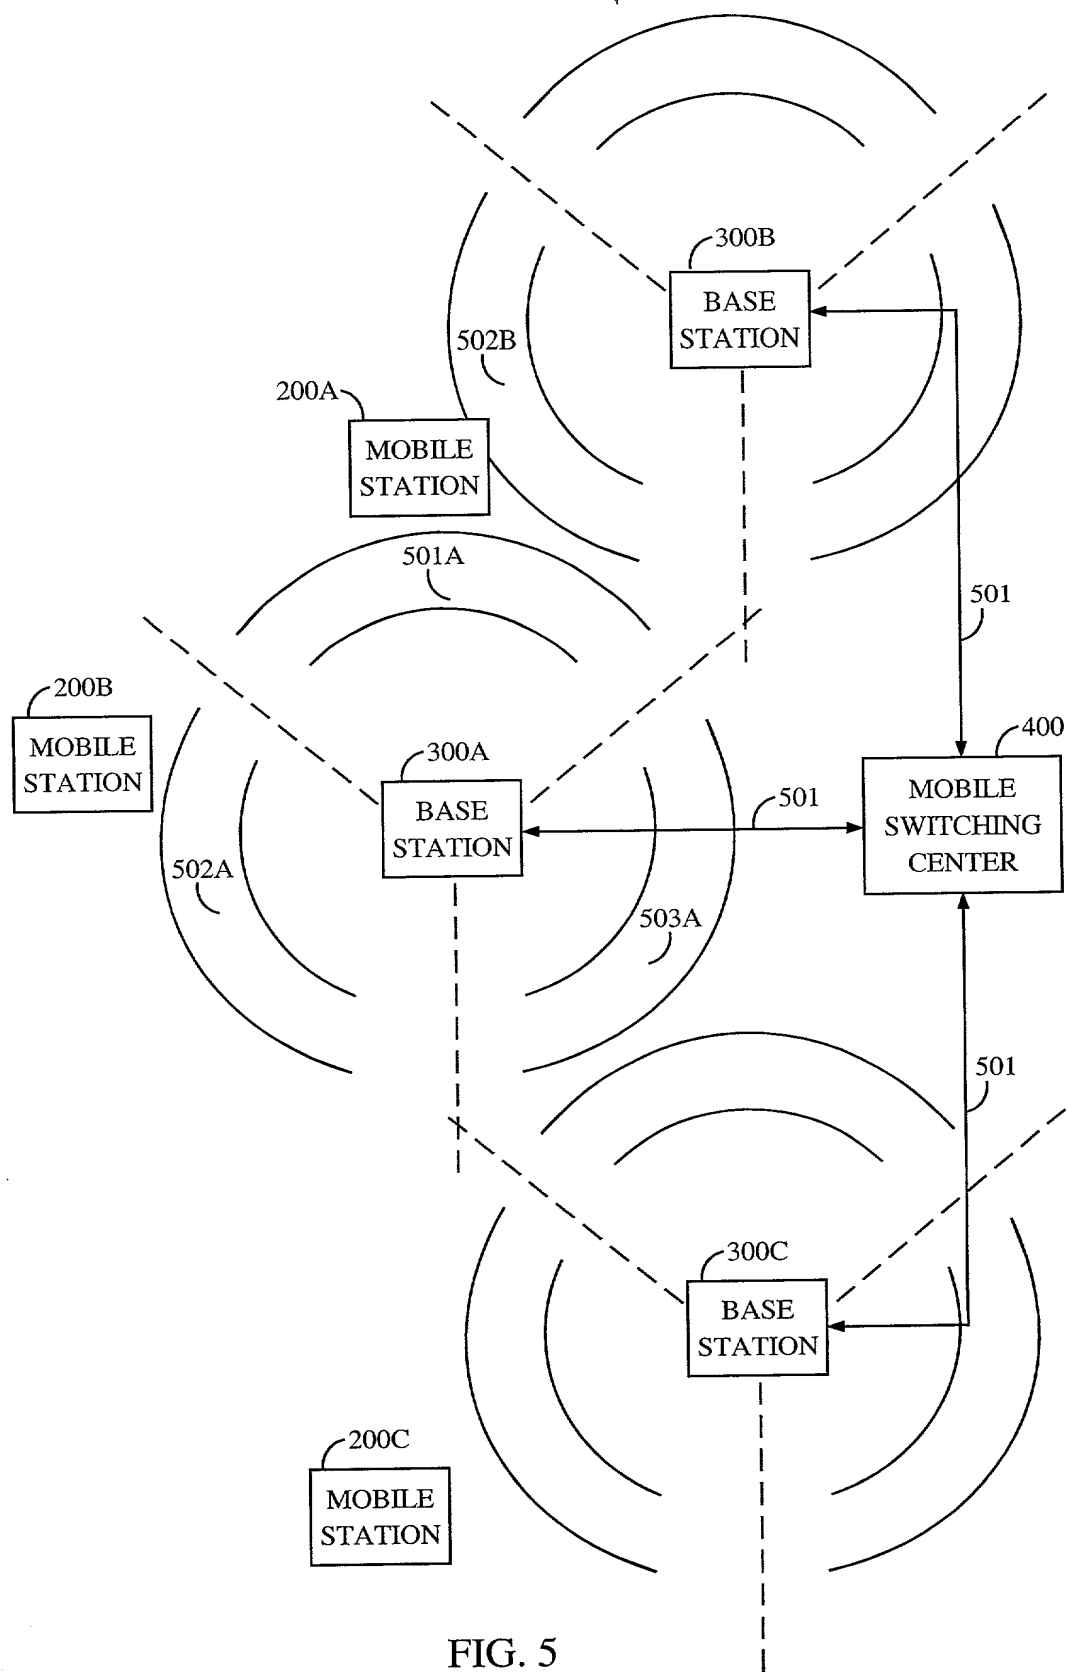 300B
BASE
STATION
502B
200A
MOBILE
STATION
501A
501
200B
MOBILE
STATION
400
MOBILE
SWITCHING
CENTER
300A
BASE
STATION
501
502A
503A
501
300C
BASE
STATION
200C
MOBILE
STATION
FIG. 5